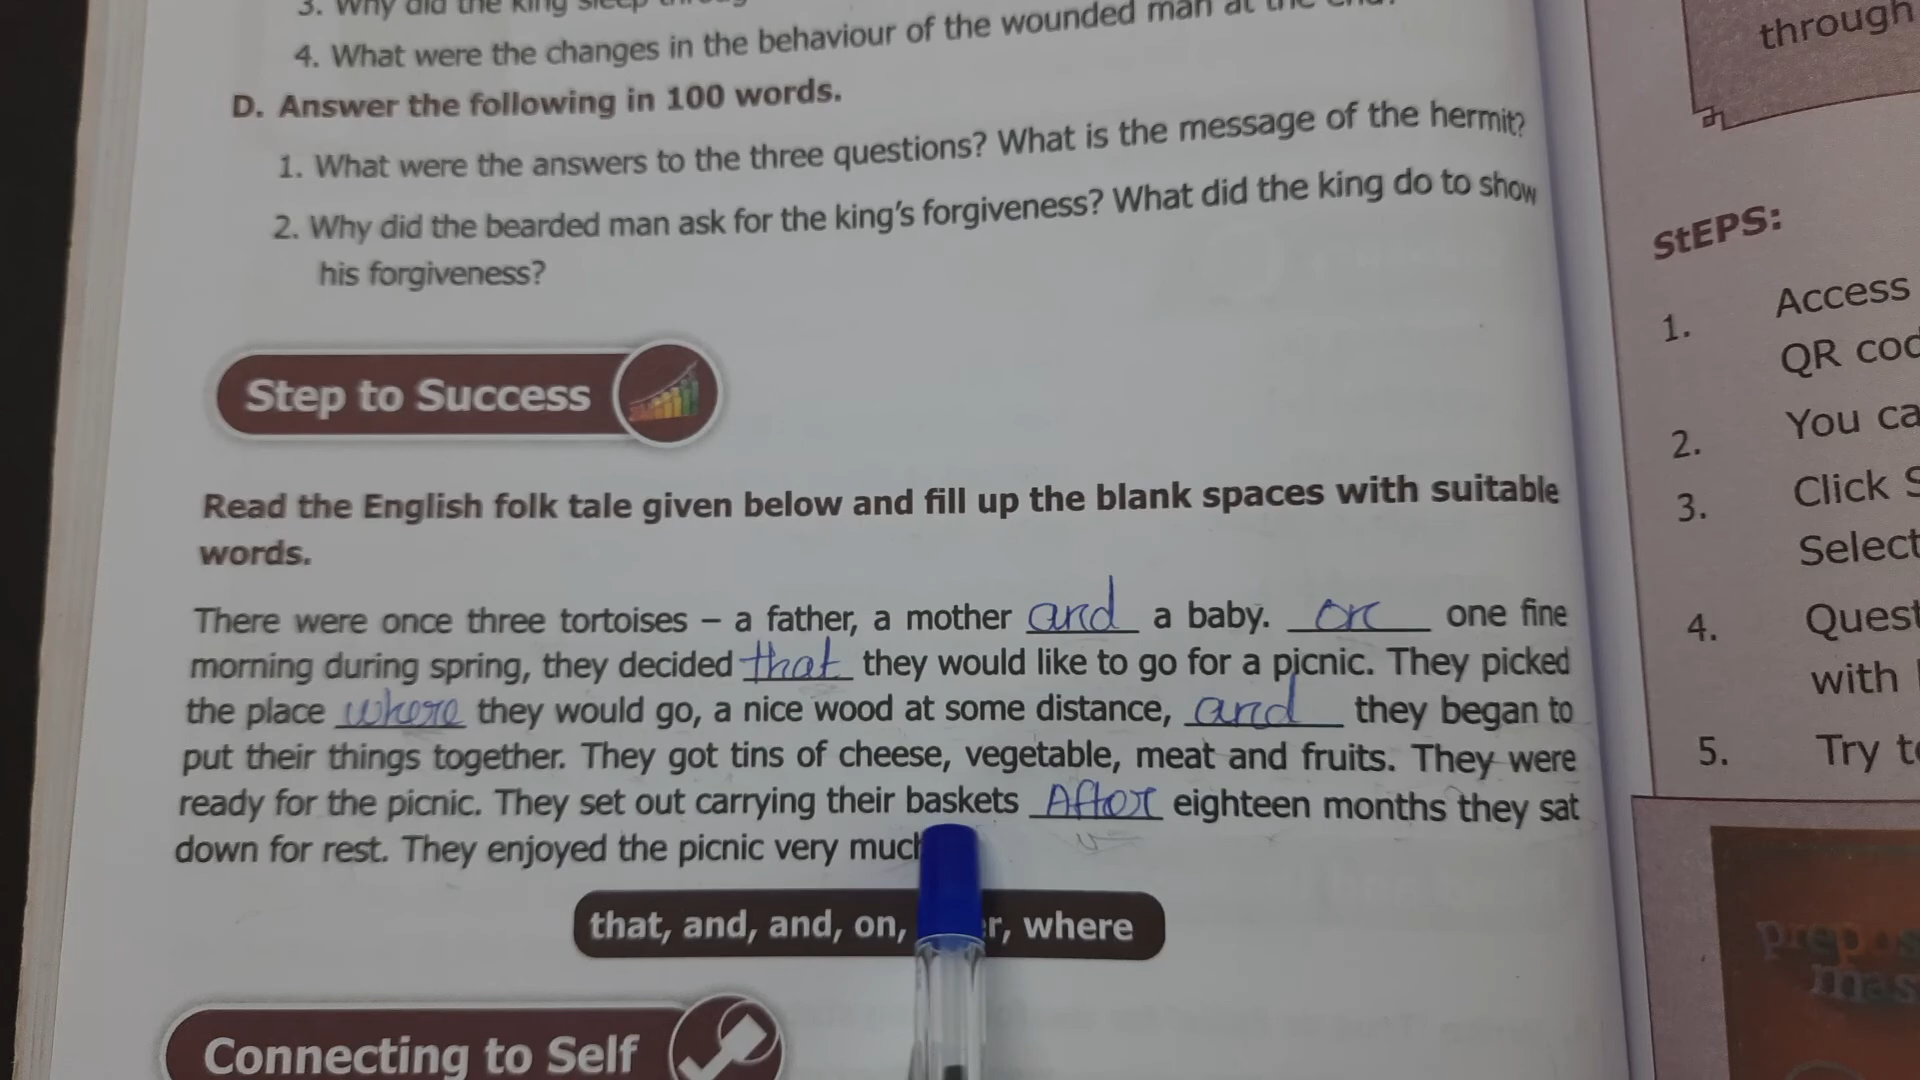 3. Why did the king sleep
4. What were the changes in the behaviour of the wounded man at the end?
D. Answer the following in 100 words.
1. What were the answers to the three questions? What is the message of the hermit?
2. Why did the bearded man ask for the king's forgiveness? What did the king do to show
his forgiveness?
Step to Success
Read the English folk tale given below and fill up the blank spaces with suitable
words.
There were once three tortoises – a father, a mother and a baby. on one fine
morning during spring, they decided that they would like to go for a picnic. They picked
the place where they would go, a nice wood at some distance, and they began to
put their things together. They got tins of cheese, vegetable, meat and fruits. They were
ready for the picnic. They set out carrying their baskets After eighteen months they sat
down for rest. They enjoyed the picnic very
that, and, and, on, where
Connecting to Self
through
StEPS:
1. Access
QR
2. You
3. Click
Select
4.
with
5. Try